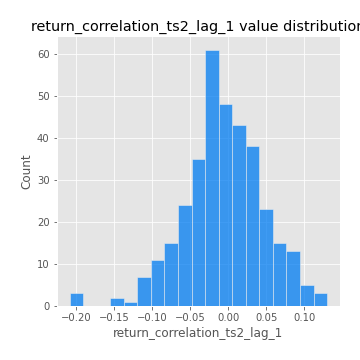 return_correlation_ts2_lag_1 value distribution
60
50
40
30
20
10
0
Count
−0.20 −0.15 −0.10 −0.05 0.00 0.05 0.10
return_correlation_ts2_lag_1